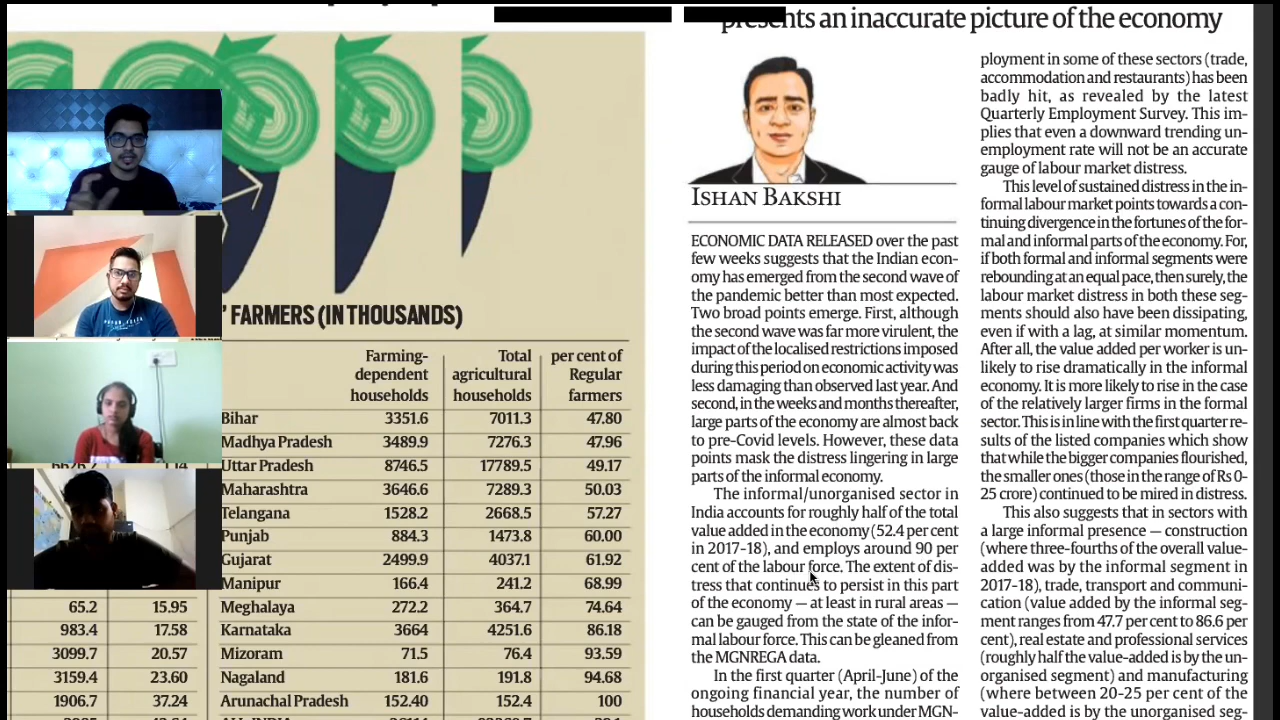 presents an inaccurate picture of the economy
' FARMERS (IN THOUSANDS)
Farming- Total per cent of
dependent agricultural Regular
households households farmers
Bihar 3351.6 7011.3 47.80
Madhya Pradesh 3489.9 7276.3 47.96
Uttar Pradesh 8746.5 17789.5 49.17
Maharashtra 3646.6 7289.3 50.03
Telangana 1528.2 2668.5 57.27
Punjab 884.3 1473.8 60.00
Gujarat 2499.9 4037.1 61.92
Manipur 166.4 241.2 68.99
65.2 15.95 Meghalaya 272.2 364.7 74.64
983.4 17.58 Karnataka 3664 4251.6 86.18
3099.7 20.57 Mizoram 71.5 76.4 93.59
3159.4 23.60 Nagaland 181.6 191.8 94.68
1906.7 37.24 Arunachal Pradesh 152.40 152.4 100
ISHAN BAKSHI
ECONOMIC DATA RELEASED over the past
few weeks suggests that the Indian econ-
omy has emerged from the second wave of
the pandemic better than most expected.
Two broad points emerge. First, although
the second wave was far more virulent, the
impact of the localised restrictions imposed
during this period on economic activity was
less damaging than observed last year. And
second, in the weeks and months thereafter,
large parts of the economy are almost back
to pre-Covid levels. However, these data
points mask the distress lingering in large
parts of the informal economy.
The informal/unorganised sector in
India accounts for roughly half of the total
value added in the economy (52.4 per cent
in 2017-18), and employs around 90 per
cent of the labour force. The extent of dis-
tress that continues to persist in this part
of the economy — at least in rural areas —
can be gauged from the state of the infor-
mal labour force. This can be gleaned from
the MGNREGA data.
In the first quarter (April-June) of the
ongoing financial year, the number of
households demanding work under MGN-
ployment in some of these sectors (trade,
accommodation and restaurants) has been
badly hit, as revealed by the latest
Quarterly Employment Survey. This im-
plies that even a downward trending un-
employment rate will not be an accurate
gauge of labour market distress.
This level of sustained distress in the in-
formal labour market points towards a con-
tinuing divergence in the fortunes of the for-
mal and informal parts of the economy. For,
if both formal and informal segments were
rebounding at an equal pace, then surely, the
labour market distress in both these seg-
ments should also have been dissipating,
even if with a lag, at similar momentum.
After all, the value added per worker is un-
likely to rise dramatically in the informal
economy. It is more likely to rise in the case
of the relatively larger firms in the formal
sector. This is in line with the first quarter re-
sults of the listed companies which show
that while the bigger companies flourished,
the smaller ones (those in the range of Rs 0-
25 crore) continued to be mired in distress.
This also suggests that in sectors with
a large informal presence — construction
(where three-fourths of the overall value-
added was by the informal segment in
2017-18), trade, transport and communi-
cation (value added by the informal seg-
ment ranges from 47.7 per cent to 86.6 per
cent), real estate and professional services
(roughly half the value-added is by the un-
organised segment) and manufacturing
(where between 20-25 per cent of the
value-added is by the unorganised seg-